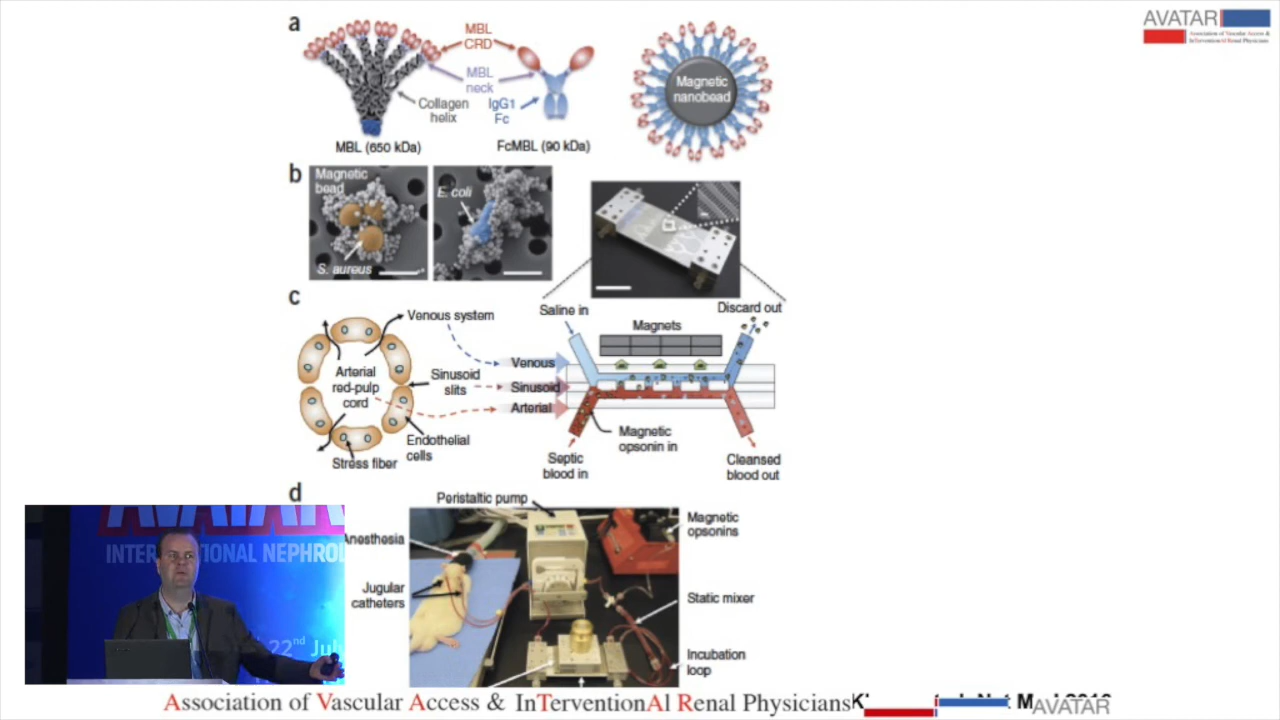 AVATAR
Association of Vascular Access &
InTerventionAl Renal Physicians
a
MBL
CRD
MBL
neck
Collagen
helix
IgG1
Fc
Magnetic
nanobead
MBL (650 kDa)
FcMBL (90 kDa)
b
Magnetic
bead
S. aureus
E. coli
c
Venous system
Arterial
red-pulp
cord
Sinusoid
slits
Endothelial
cells
Stress fiber
Saline in
Discard out
Magnets
Venous
Sinusoid
Arterial
Magnetic
opsonin in
Septic
blood in
Cleansed
blood out
d
Peristaltic pump
Anesthesia
Jugular
catheters
Magnetic
opsonins
Static mixer
Incubation
loop
AVATAR
INTERNATIONAL NEPHROL
22nd Jul
Association of Vascular Access & InTerventionAl Renal Physicians
AVATAR